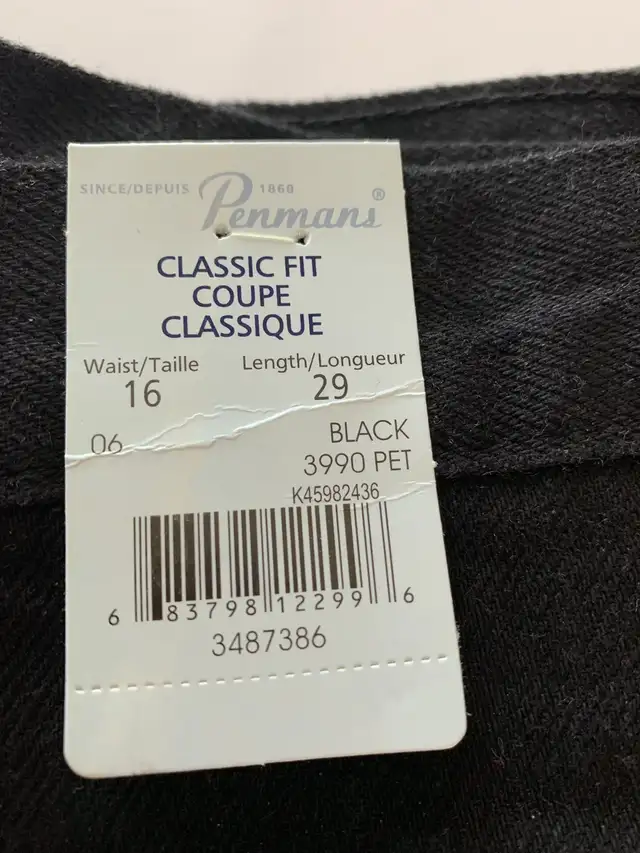 SINCE/DEPUIS Penmans® 1868
CLASSIC FIT
COUPE
CLASSIQUE
Waist/Taille Length/Longueur
16 29
06 BLACK
3990 PET
K45982436
6 83798 12299 6
3487386